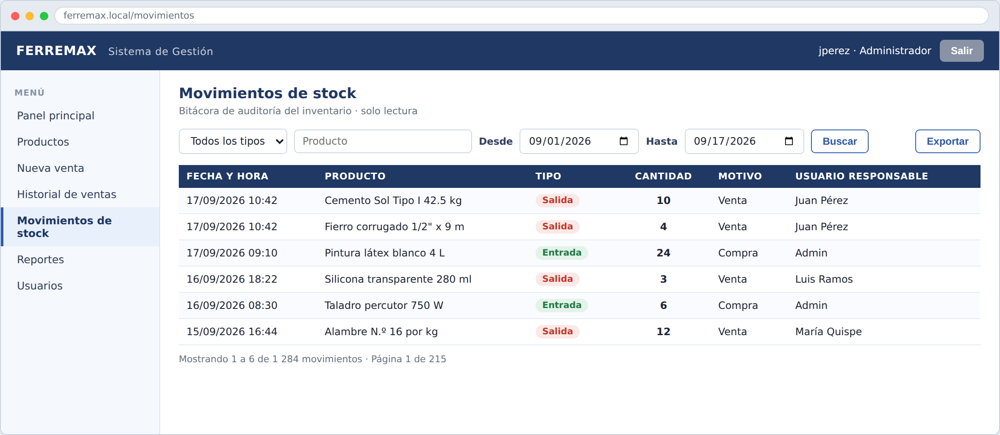 ferremax.local/movimientos
FERREMAX Sistema de Gestión jperez · Administrador Salir
MENÚ
Panel principal
Productos
Nueva venta
Historial de ventas
Movimientos de
stock
Reportes
Usuarios
Movimientos de stock
Bitácora de auditoría del inventario · solo lectura
Todos los tipos Producto Desde 09/01/2026 Hasta 09/17/2026 Buscar Exportar
FECHA Y HORA PRODUCTO TIPO CANTIDAD MOTIVO USUARIO RESPONSABLE
17/09/2026 10:42 Cemento Sol Tipo I 42.5 kg Salida 10 Venta Juan Pérez
17/09/2026 10:42 Fierro corrugado 1/2" x 9 m Salida 4 Venta Juan Pérez
17/09/2026 09:10 Pintura látex blanco 4 L Entrada 24 Compra Admin
16/09/2026 18:22 Silicona transparente 280 ml Salida 3 Venta Luis Ramos
16/09/2026 08:30 Taladro percutor 750 W Entrada 6 Compra Admin
15/09/2026 16:44 Alambre N.º 16 por kg Salida 12 Venta María Quispe
Mostrando 1 a 6 de 1 284 movimientos · Página 1 de 215